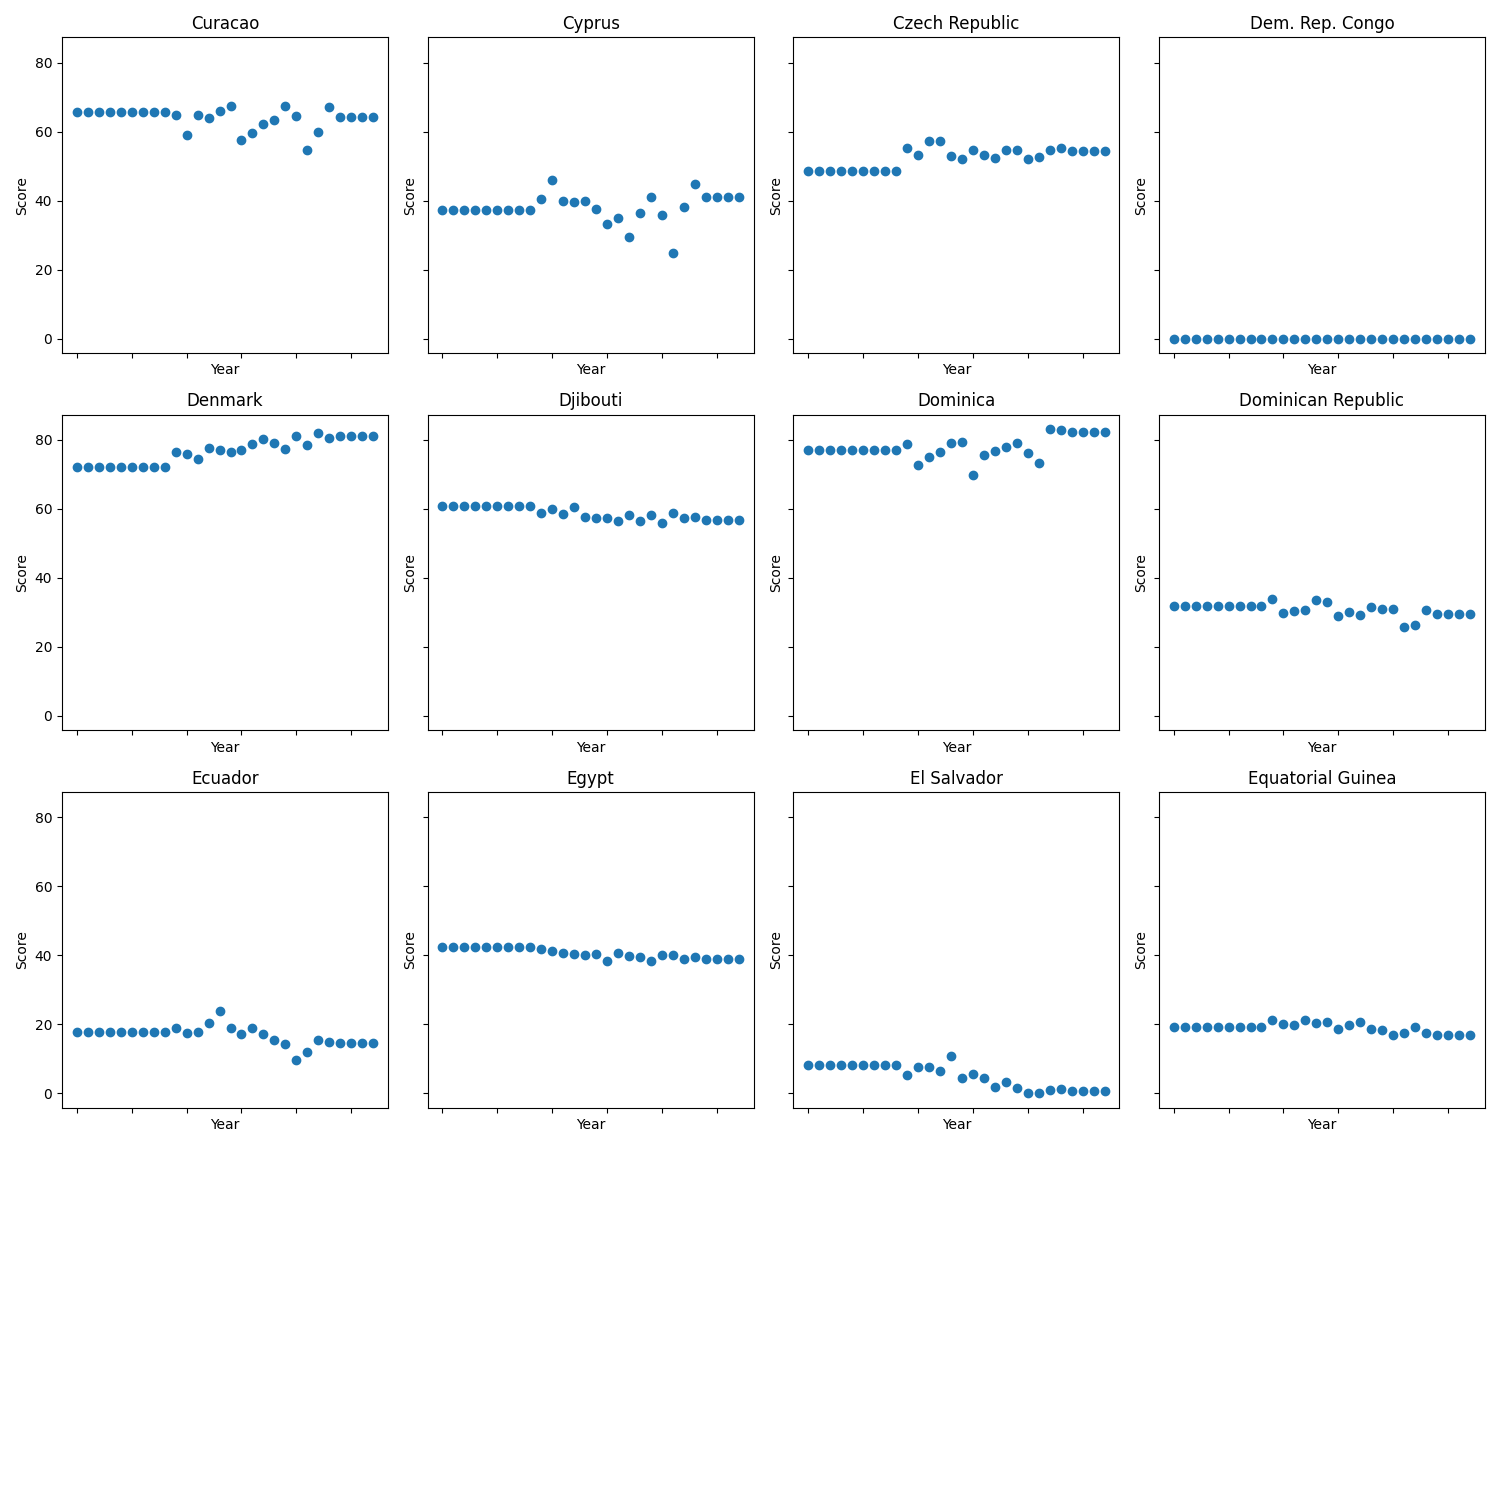 Curacao
Cyprus
Czech Republic
Dem. Rep. Congo
80
60
40
20
0
Score
Score
Score
Score
Year
Year
Year
Year
Denmark
Djibouti
Dominica
Dominican Republic
80
60
40
20
0
Score
Score
Score
Score
Year
Year
Year
Year
Ecuador
Egypt
El Salvador
Equatorial Guinea
80
60
40
20
0
Score
Score
Score
Score
Year
Year
Year
Year